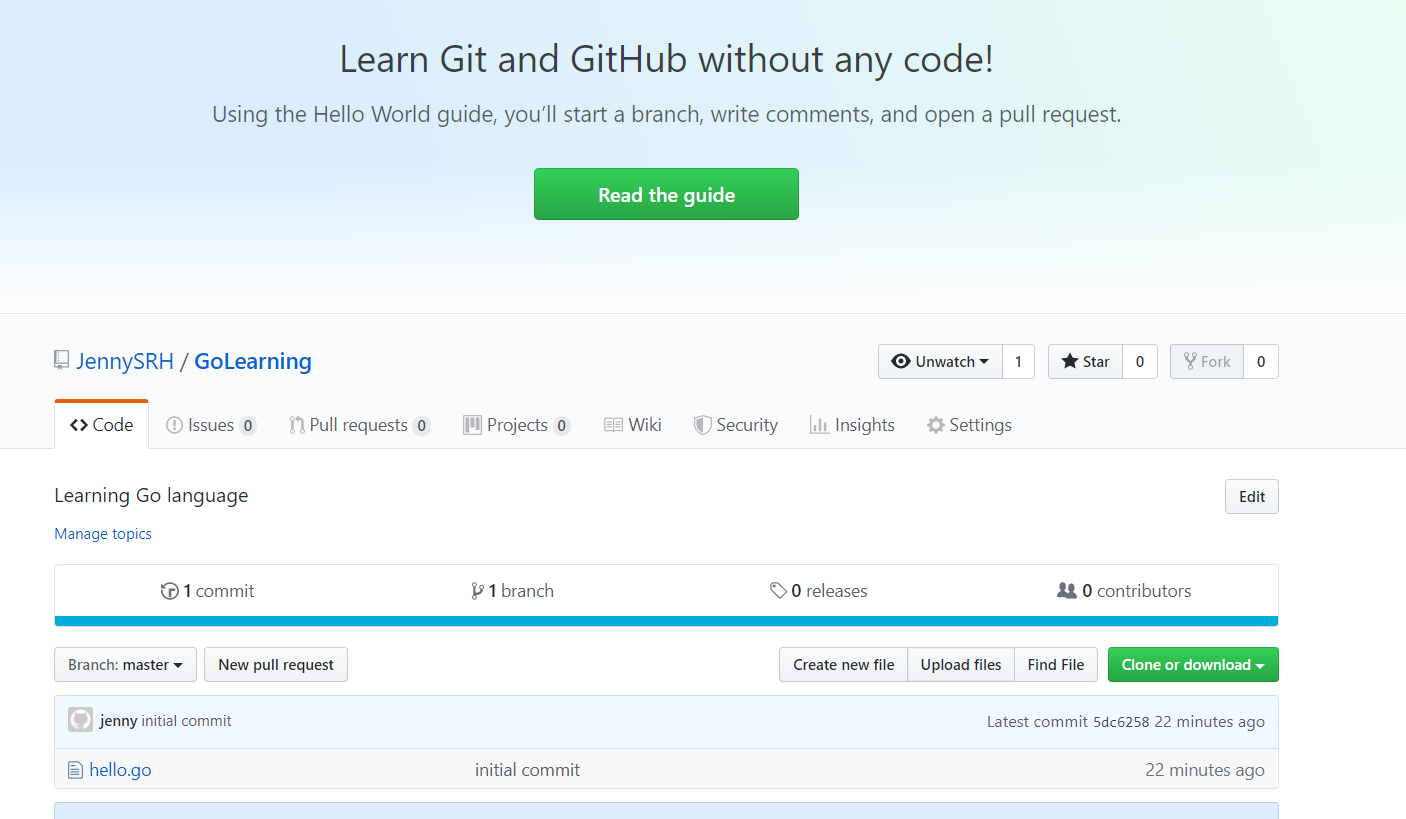 Learn Git and GitHub without any code!
Using the Hello World guide, you’ll start a branch, write comments, and open a pull request.
Read the guide
JennySRH / GoLearning
Unwatch 1 Star 0 Fork 0
Code Issues 0 Pull requests 0 Projects 0 Wiki Security Insights Settings
Learning Go language
Edit
Manage topics
1 commit 1 branch 0 releases 0 contributors
Branch: master New pull request Create new file Upload files Find File Clone or download
jenny initial commit Latest commit 5dc6258 22 minutes ago
hello.go initial commit 22 minutes ago